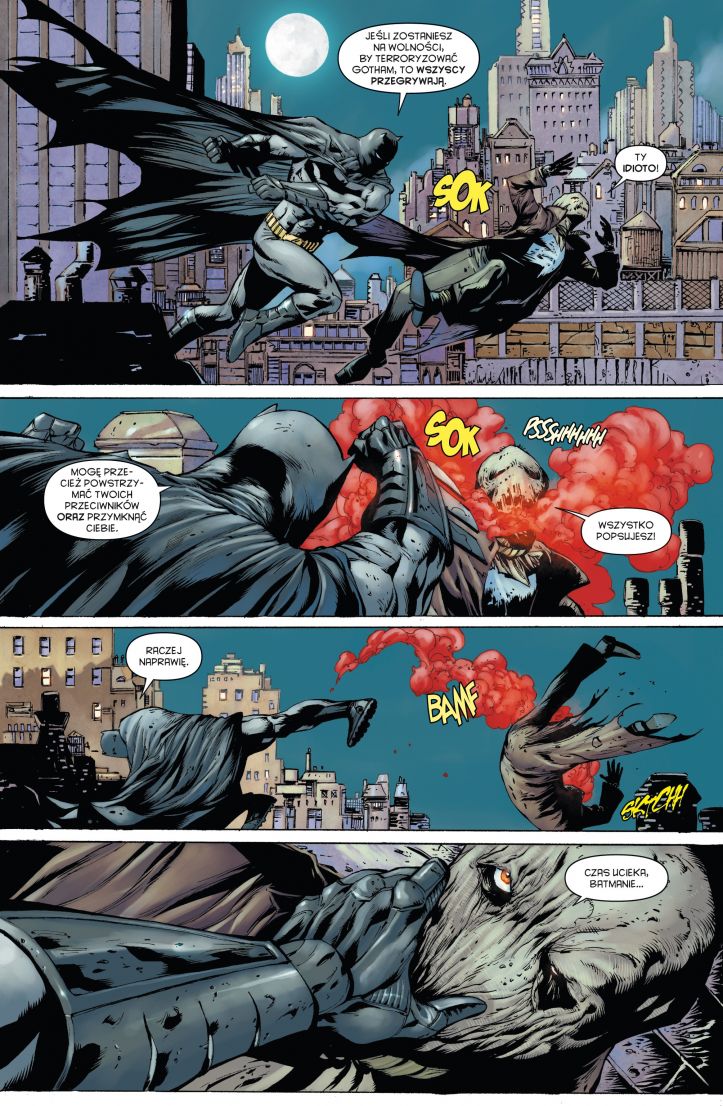 JEŚLI ZOSTANIESZ
NA WOLNOŚCI,
BY TERRORYZOWAĆ
GOTHAM, TO WSZYSCY
PRZEGRYWAJĄ.
SOK
TY
IDIOTO!
MOGĘ PRZE-
CIEŻ POWSTRZY-
MAĆ TWOICH
PRZECIWNIKÓW
ORAZ PRZYMKNĄĆ
CIEBIE.
SOK
PSSSHHHHHH
WSZYSTKO
POPSUJESZ!
RACZEJ
NAPRAWIĘ.
BAMF
SKTCHH!
CZAS UCIEKA,
BATMANIE...